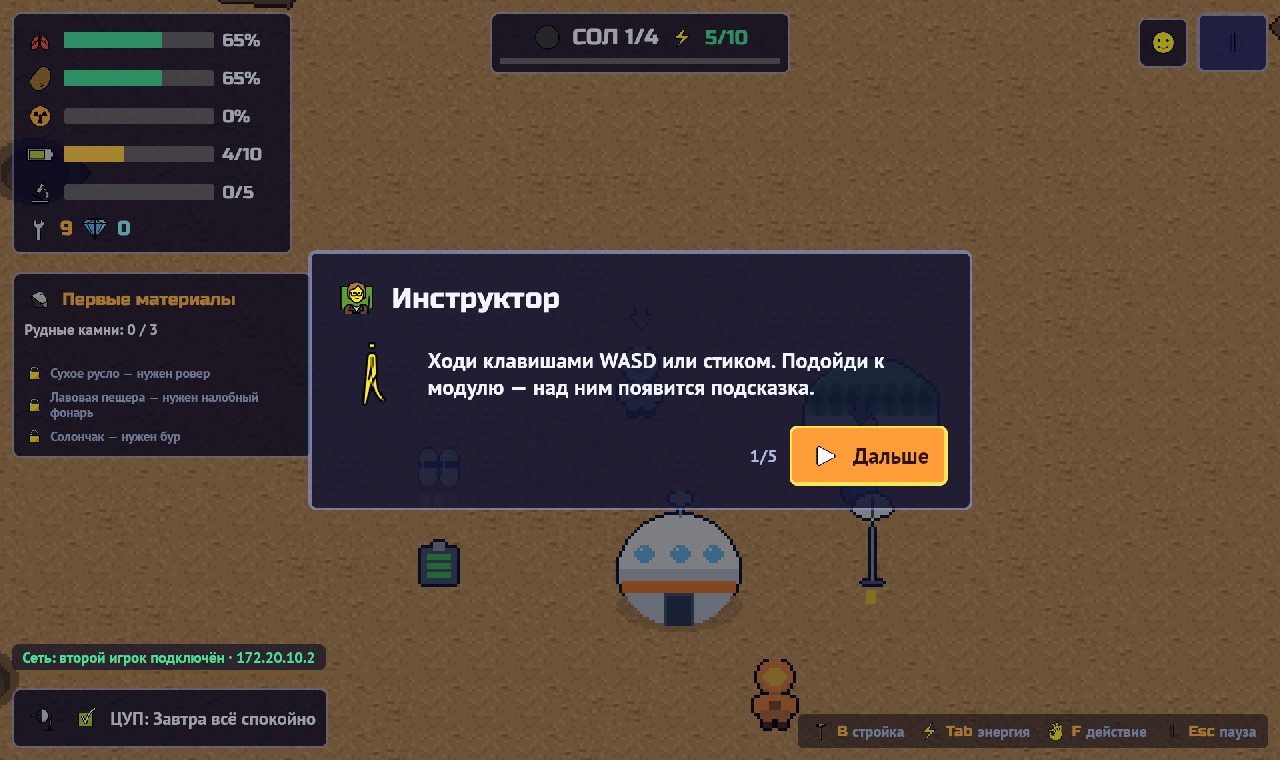 65%
65%
0%
4/10
0/5
9 0
СОЛ 1/4 5/10
Первые материалы
Рудные камни: 0 / 3
Сухое русло — нужен ровер
Лавовая пещера — нужен налобный
фонарь
Солончак — нужен бур
Инструктор
Ходи клавишами WASD или стиком. Подойди к
модулю — над ним появится подсказка.
1/5 Дальше
Сеть: второй игрок подключён · 172.20.10.2
ЦУП: Завтра всё спокойно
B стройка Tab энергия F действие Esc пауза